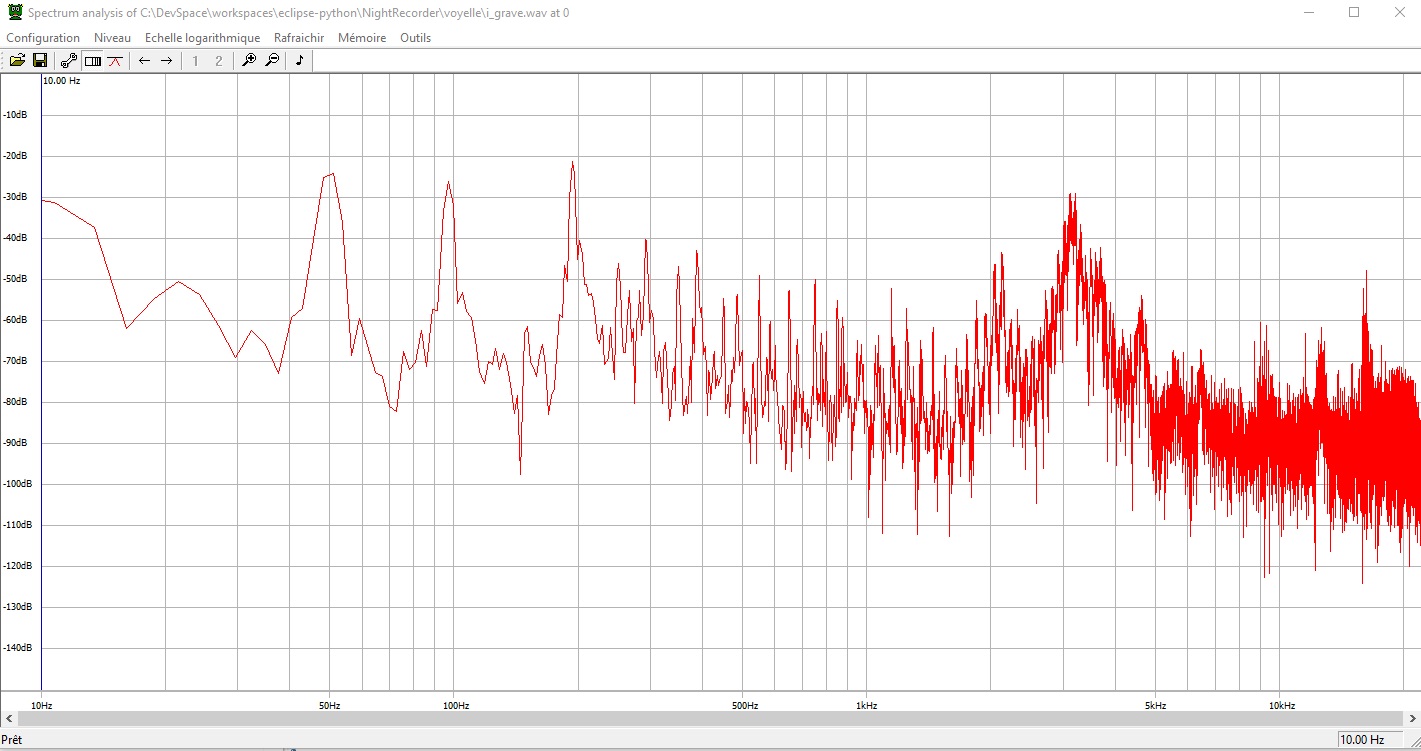 Spectrum analysis of C:\DevSpace\workspaces\eclipse-python\NightRecorder\voyelle\i_grave.wav at 0
Configuration Niveau Echelle logarithmique Rafraichir Mémoire Outils
1 2
10.00 Hz
-10dB
-20dB
-30dB
-40dB
-50dB
-60dB
-70dB
-80dB
-90dB
-100dB
-110dB
-120dB
-130dB
-140dB
10Hz 50Hz 100Hz 500Hz 1kHz 5kHz 10kHz
Prêt 10.00 Hz